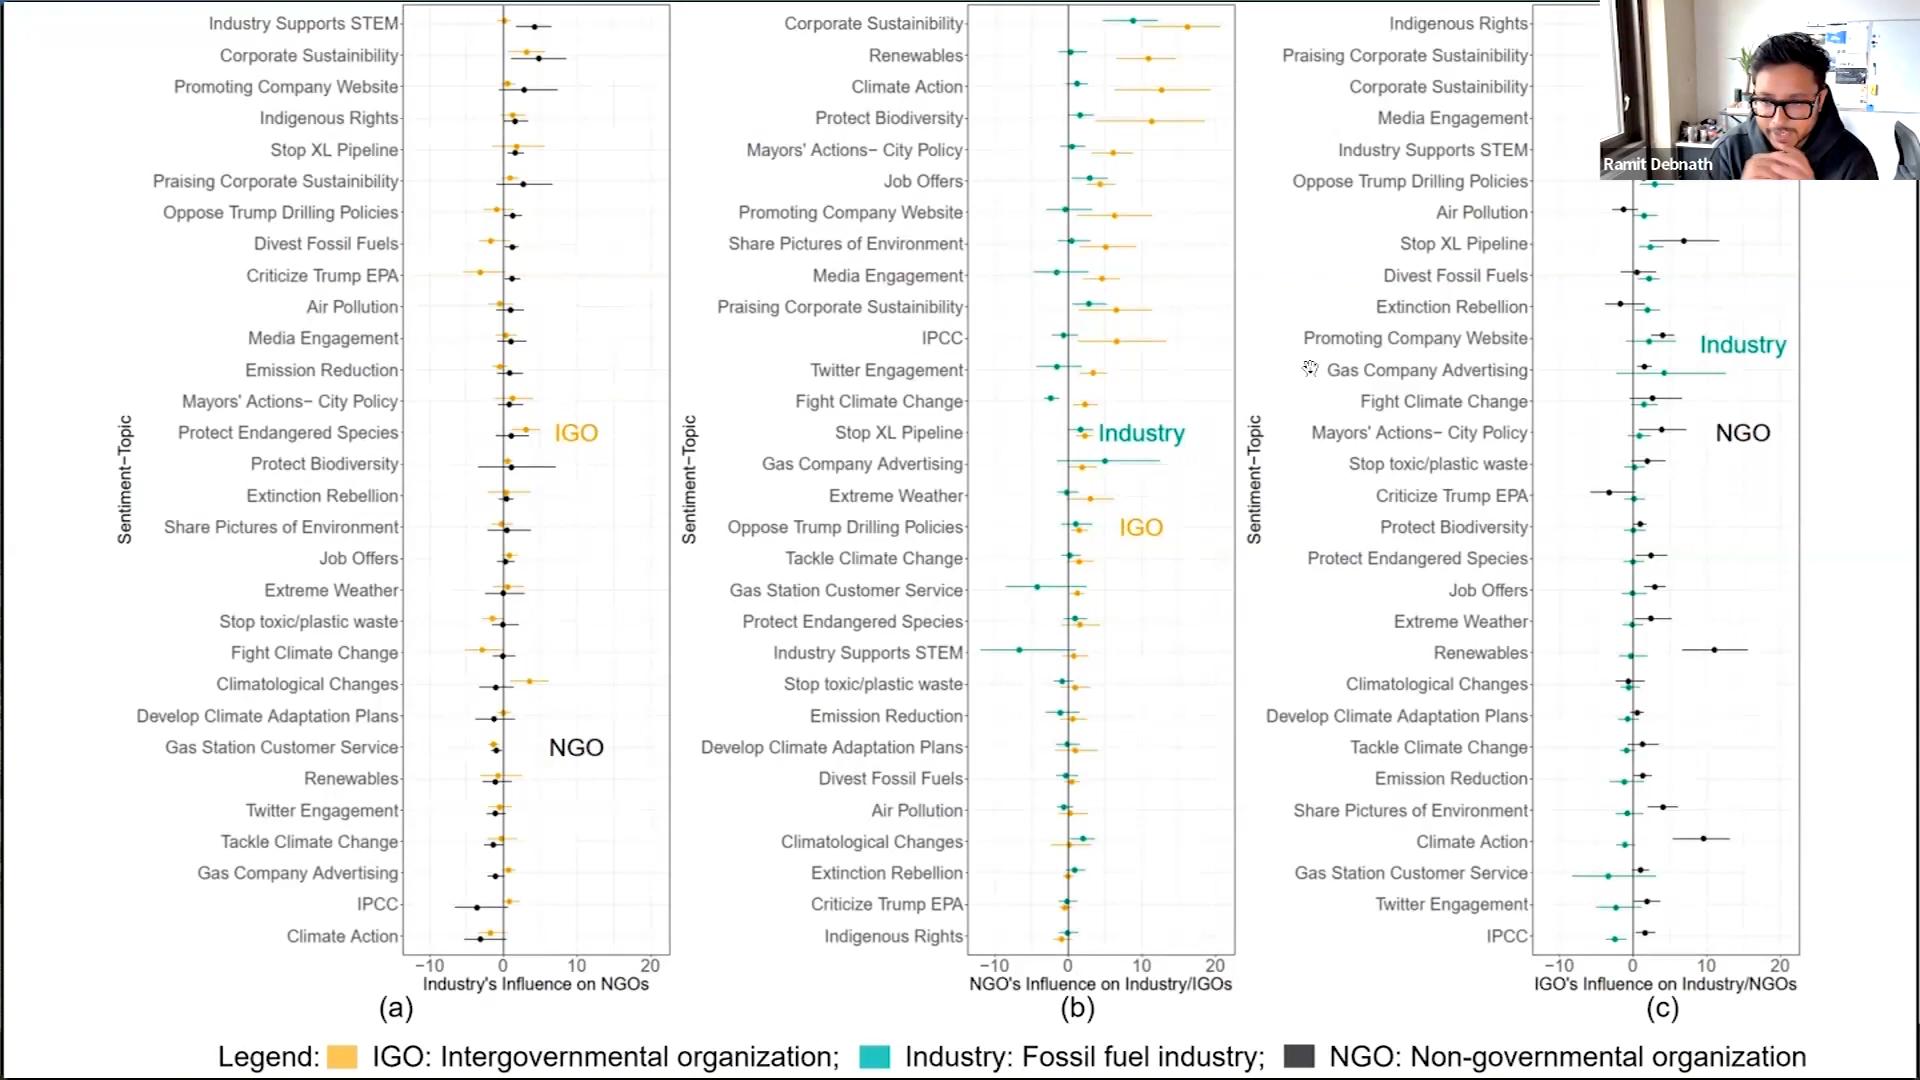 Sentiment−Topic
Industry Supports STEM
Corporate Sustainibility
Promoting Company Website
Indigenous Rights
Stop XL Pipeline
Praising Corporate Sustainibility
Oppose Trump Drilling Policies
Divest Fossil Fuels
Criticize Trump EPA
Air Pollution
Media Engagement
Emission Reduction
Mayors' Actions− City Policy
Protect Endangered Species
Protect Biodiversity
Extinction Rebellion
Share Pictures of Environment
Job Offers
Extreme Weather
Stop toxic/plastic waste
Fight Climate Change
Climatological Changes
Develop Climate Adaptation Plans
Gas Station Customer Service
Renewables
Twitter Engagement
Tackle Climate Change
Gas Company Advertising
IPCC
Climate Action
IGO
NGO
−10 0 10 20
Industry's Influence on NGOs
(a)
Sentiment−Topic
Corporate Sustainibility
Renewables
Climate Action
Protect Biodiversity
Mayors' Actions− City Policy
Job Offers
Promoting Company Website
Share Pictures of Environment
Media Engagement
Praising Corporate Sustainibility
IPCC
Twitter Engagement
Fight Climate Change
Stop XL Pipeline
Gas Company Advertising
Extreme Weather
Oppose Trump Drilling Policies
Tackle Climate Change
Gas Station Customer Service
Protect Endangered Species
Industry Supports STEM
Stop toxic/plastic waste
Emission Reduction
Develop Climate Adaptation Plans
Divest Fossil Fuels
Air Pollution
Climatological Changes
Extinction Rebellion
Criticize Trump EPA
Indigenous Rights
Industry
IGO
−10 0 10 20
NGO's Influence on Industry/IGOs
(b)
Sentiment−Topic
Indigenous Rights
Praising Corporate Sustainibility
Corporate Sustainibility
Media Engagement
Industry Supports STEM
Oppose Trump Drilling Policies
Air Pollution
Stop XL Pipeline
Divest Fossil Fuels
Extinction Rebellion
Promoting Company Website
Gas Company Advertising
Fight Climate Change
Mayors' Actions− City Policy
Stop toxic/plastic waste
Criticize Trump EPA
Protect Biodiversity
Protect Endangered Species
Job Offers
Extreme Weather
Renewables
Climatological Changes
Develop Climate Adaptation Plans
Tackle Climate Change
Emission Reduction
Share Pictures of Environment
Climate Action
Gas Station Customer Service
Twitter Engagement
IPCC
Industry
NGO
−10 0 10 20
IGO's Influence on Industry/NGOs
(c)
Ramit Debnath
Legend: IGO: Intergovernmental organization; Industry: Fossil fuel industry; NGO: Non-governmental organization